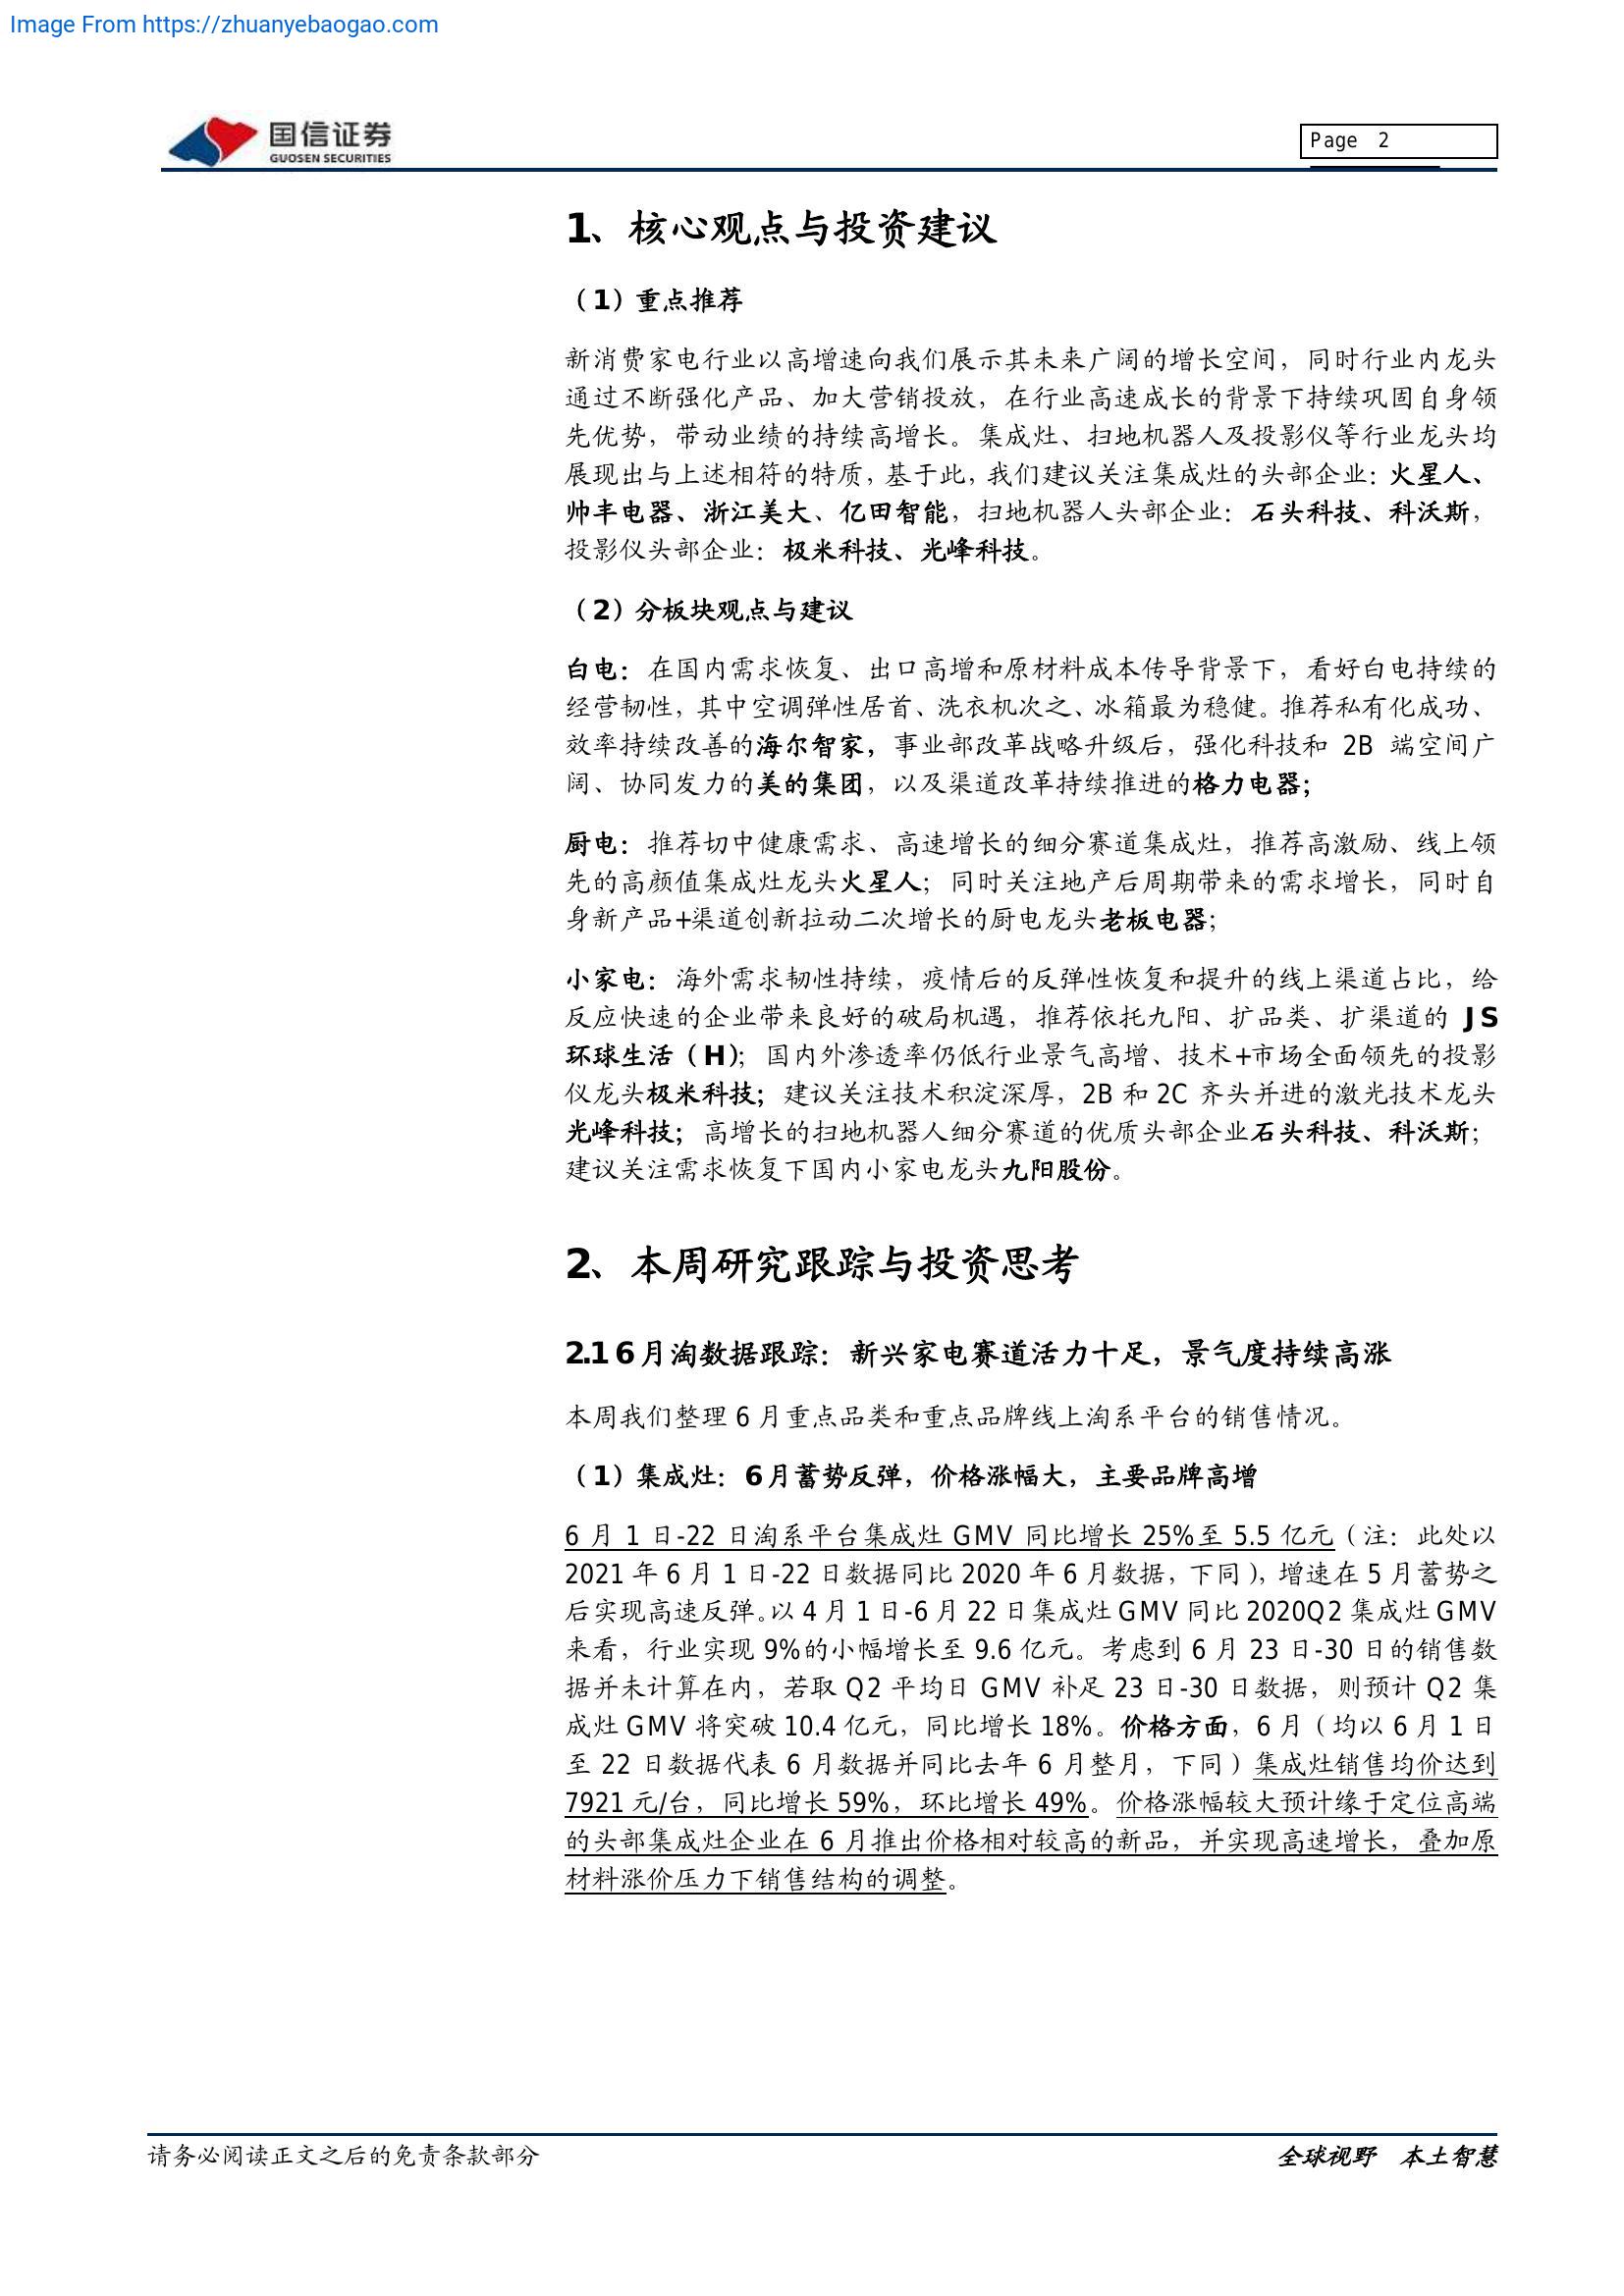 Image From https://zhuanyebaogao.com
国信证券
GUOSEN SECURITIES
Page 2
1、核心观点与投资建议
（1）重点推荐
新消费家电行业以高增速向我们展示其未来广阔的增长空间，同时行业内龙头
通过不断强化产品、加大营销投放，在行业高速成长的背景下持续巩固自身领
先优势，带动业绩的持续高增长。集成灶、扫地机器人及投影仪等行业龙头均
展现出与上述相符的特质，基于此，我们建议关注集成灶的头部企业：火星人、
帅丰电器、浙江美大、亿田智能，扫地机器人头部企业：石头科技、科沃斯，
投影仪头部企业：极米科技、光峰科技。
（2）分板块观点与建议
白电：在国内需求恢复、出口高增和原材料成本传导背景下，看好白电持续的
经营韧性，其中空调弹性居首、洗衣机次之、冰箱最为稳健。推荐私有化成功、
效率持续改善的海尔智家，事业部改革战略升级后，强化科技和 2B 端空间广
阔、协同发力的美的集团，以及渠道改革持续推进的格力电器；
厨电：推荐切中健康需求、高速增长的细分赛道集成灶，推荐高激励、线上领
先的高颜值集成灶龙头火星人；同时关注地产后周期带来的需求增长，同时自
身新产品+渠道创新拉动二次增长的厨电龙头老板电器；
小家电：海外需求韧性持续，疫情后的反弹性恢复和提升的线上渠道占比，给
反应快速的企业带来良好的破局机遇，推荐依托九阳、扩品类、扩渠道的 JS
环球生活（H）；国内外渗透率仍低行业景气高增、技术+市场全面领先的投影
仪龙头极米科技；建议关注技术积淀深厚，2B 和 2C 齐头并进的激光技术龙头
光峰科技；高增长的扫地机器人细分赛道的优质头部企业石头科技、科沃斯；
建议关注需求恢复下国内小家电龙头九阳股份。
2、本周研究跟踪与投资思考
2.1 6 月淘数据跟踪：新兴家电赛道活力十足，景气度持续高涨
本周我们整理 6 月重点品类和重点品牌线上淘系平台的销售情况。
（1）集成灶：6 月蓄势反弹，价格涨幅大，主要品牌高增
6 月 1 日-22 日淘系平台集成灶 GMV 同比增长 25%至 5.5 亿元（注：此处以
2021 年 6 月 1 日-22 日数据同比 2020 年 6 月数据，下同），增速在 5 月蓄势之
后实现高速反弹。以 4 月 1 日-6 月 22 日集成灶 GMV 同比 2020Q2 集成灶 GMV
来看，行业实现 9%的小幅增长至 9.6 亿元。考虑到 6 月 23 日-30 日的销售数
据并未计算在内，若取 Q2 平均日 GMV 补足 23 日-30 日数据，则预计 Q2 集
成灶 GMV 将突破 10.4 亿元，同比增长 18%。价格方面，6 月（均以 6 月 1 日
至 22 日数据代表 6 月数据并同比去年 6 月整月，下同）集成灶销售均价达到
7921 元/台，同比增长 59%，环比增长 49%。价格涨幅较大预计缘于定位高端
的头部集成灶企业在 6 月推出价格相对较高的新品，并实现高速增长，叠加原
材料涨价压力下销售结构的调整。
请务必阅读正文之后的免责条款部分
全球视野 本土智慧